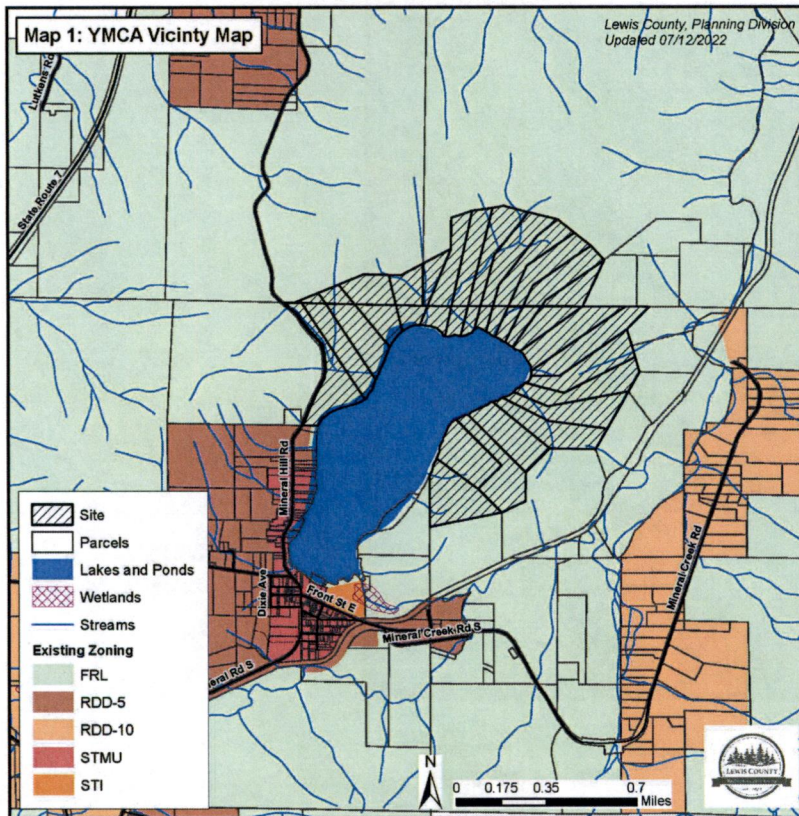 Map 1: YMCA Vicinty Map
Lewis County, Planning Division
Updated 07/12/2022
Lutkens Rd
State Route 7
Mineral Hill Rd
Site
Parcels
Lakes and Ponds
Wetlands
Streams
Existing Zoning
FRL
RDD-5
RDD-10
STMU
STI
Dixie Ave
Front St E
Mineral Creek Rd S
Mineral Creek Rd
eral Rd S
N
0 0.175 0.35 0.7
Miles
LEWIS COUNTY